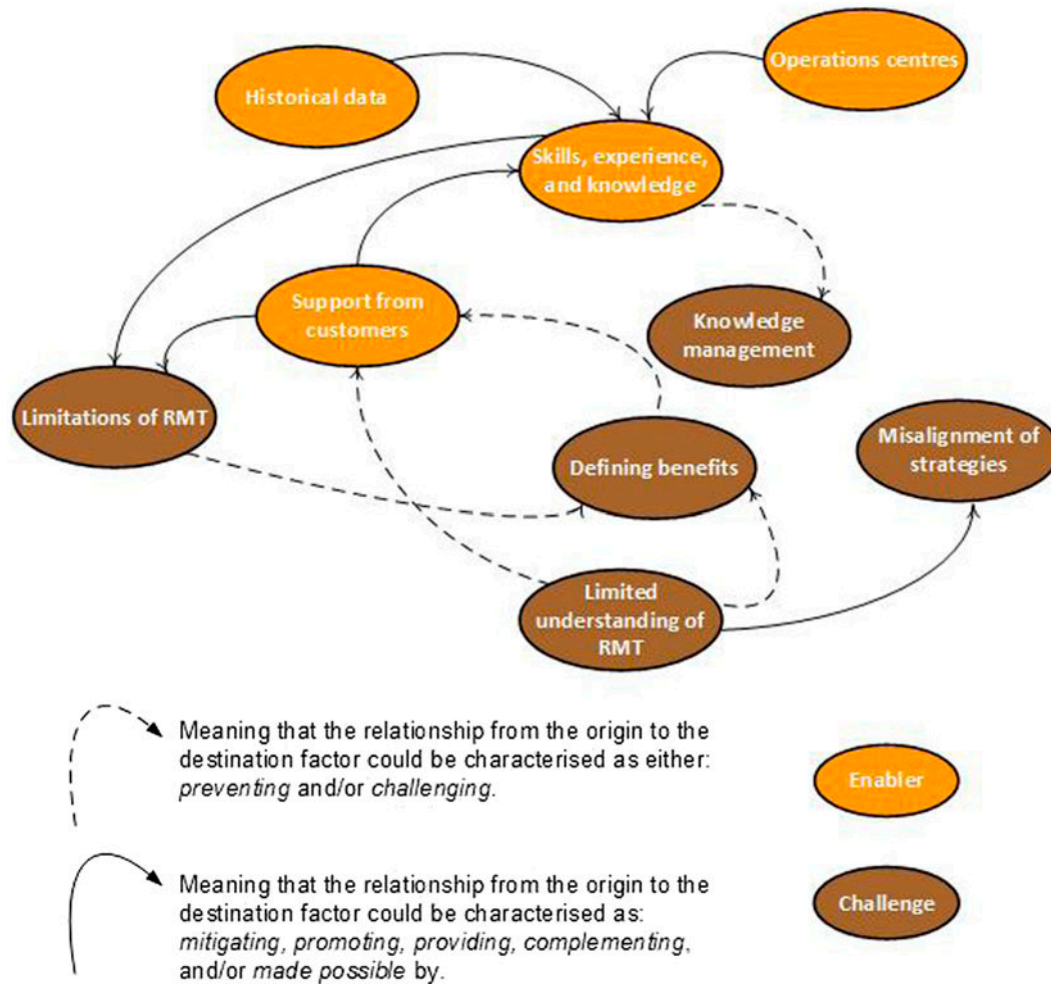 Historical data
Operations centres
Skills, experience,
and knowledge
Support from
customers
Knowledge
management
Limitations of RMT
Misalignment of
strategies
Defining benefits
Limited
understanding of
RMT
Meaning that the relationship from the origin to the
destination factor could be characterised as either:
preventing and/or challenging.
Enabler
Meaning that the relationship from the origin to the
destination factor could be characterised as:
mitigating, promoting, providing, complementing,
and/or made possible by.
Challenge